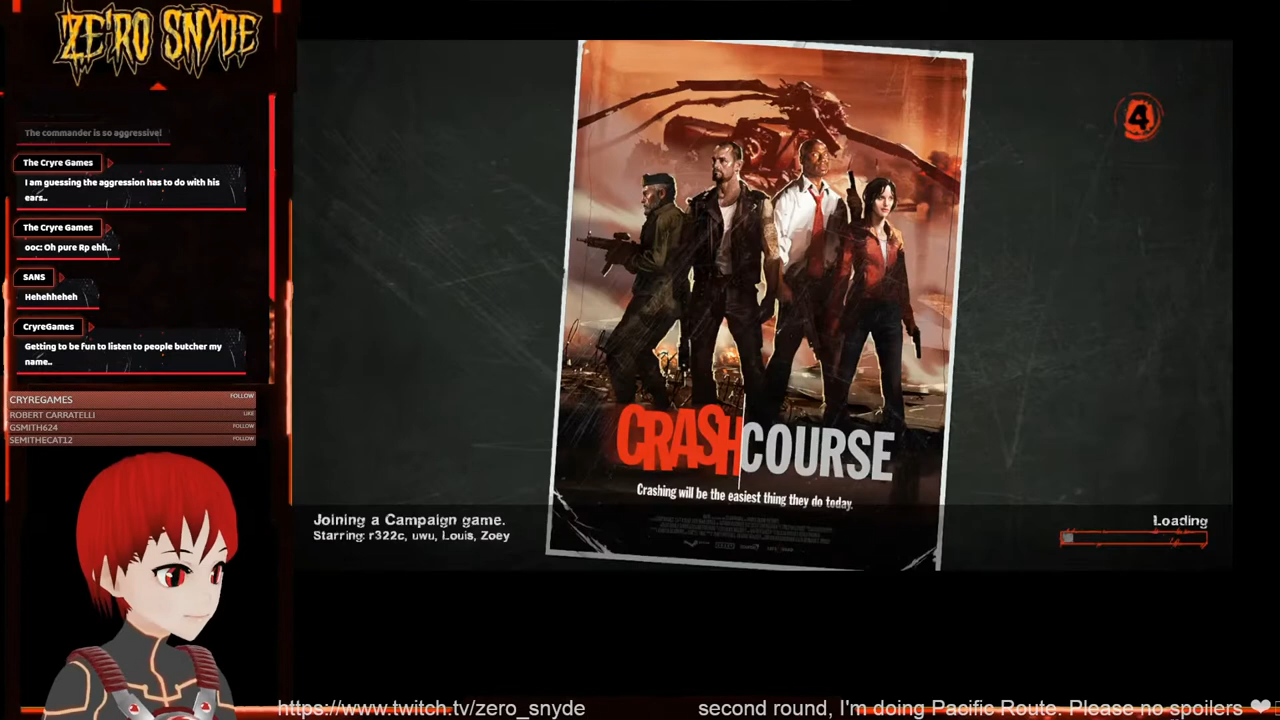 ZE'RO SNYDE
The commander is so aggressive!
The Cryre Games
I am guessing the aggression has to do with his
ears..
The Cryre Games
ooc: Oh pure Rp ehh..
SANS
Hehehheheh
CryreGames
Getting to be fun to listen to people butcher my
name..
CRYREGAMES FOLLOW
ROBERT CARRATELLI LIKE
GSMITH624 FOLLOW
SEMITHECAT12 FOLLOW
4
CRASHCOURSE
Crashing will be the easiest thing they do today.
Joining a Campaign game.
Starring: r322c, uwu, Louis, Zoey
Loading
https://www.twitch.tv/zero_snyde second round, I'm doing Pacific Route. Please no spoilers ❤